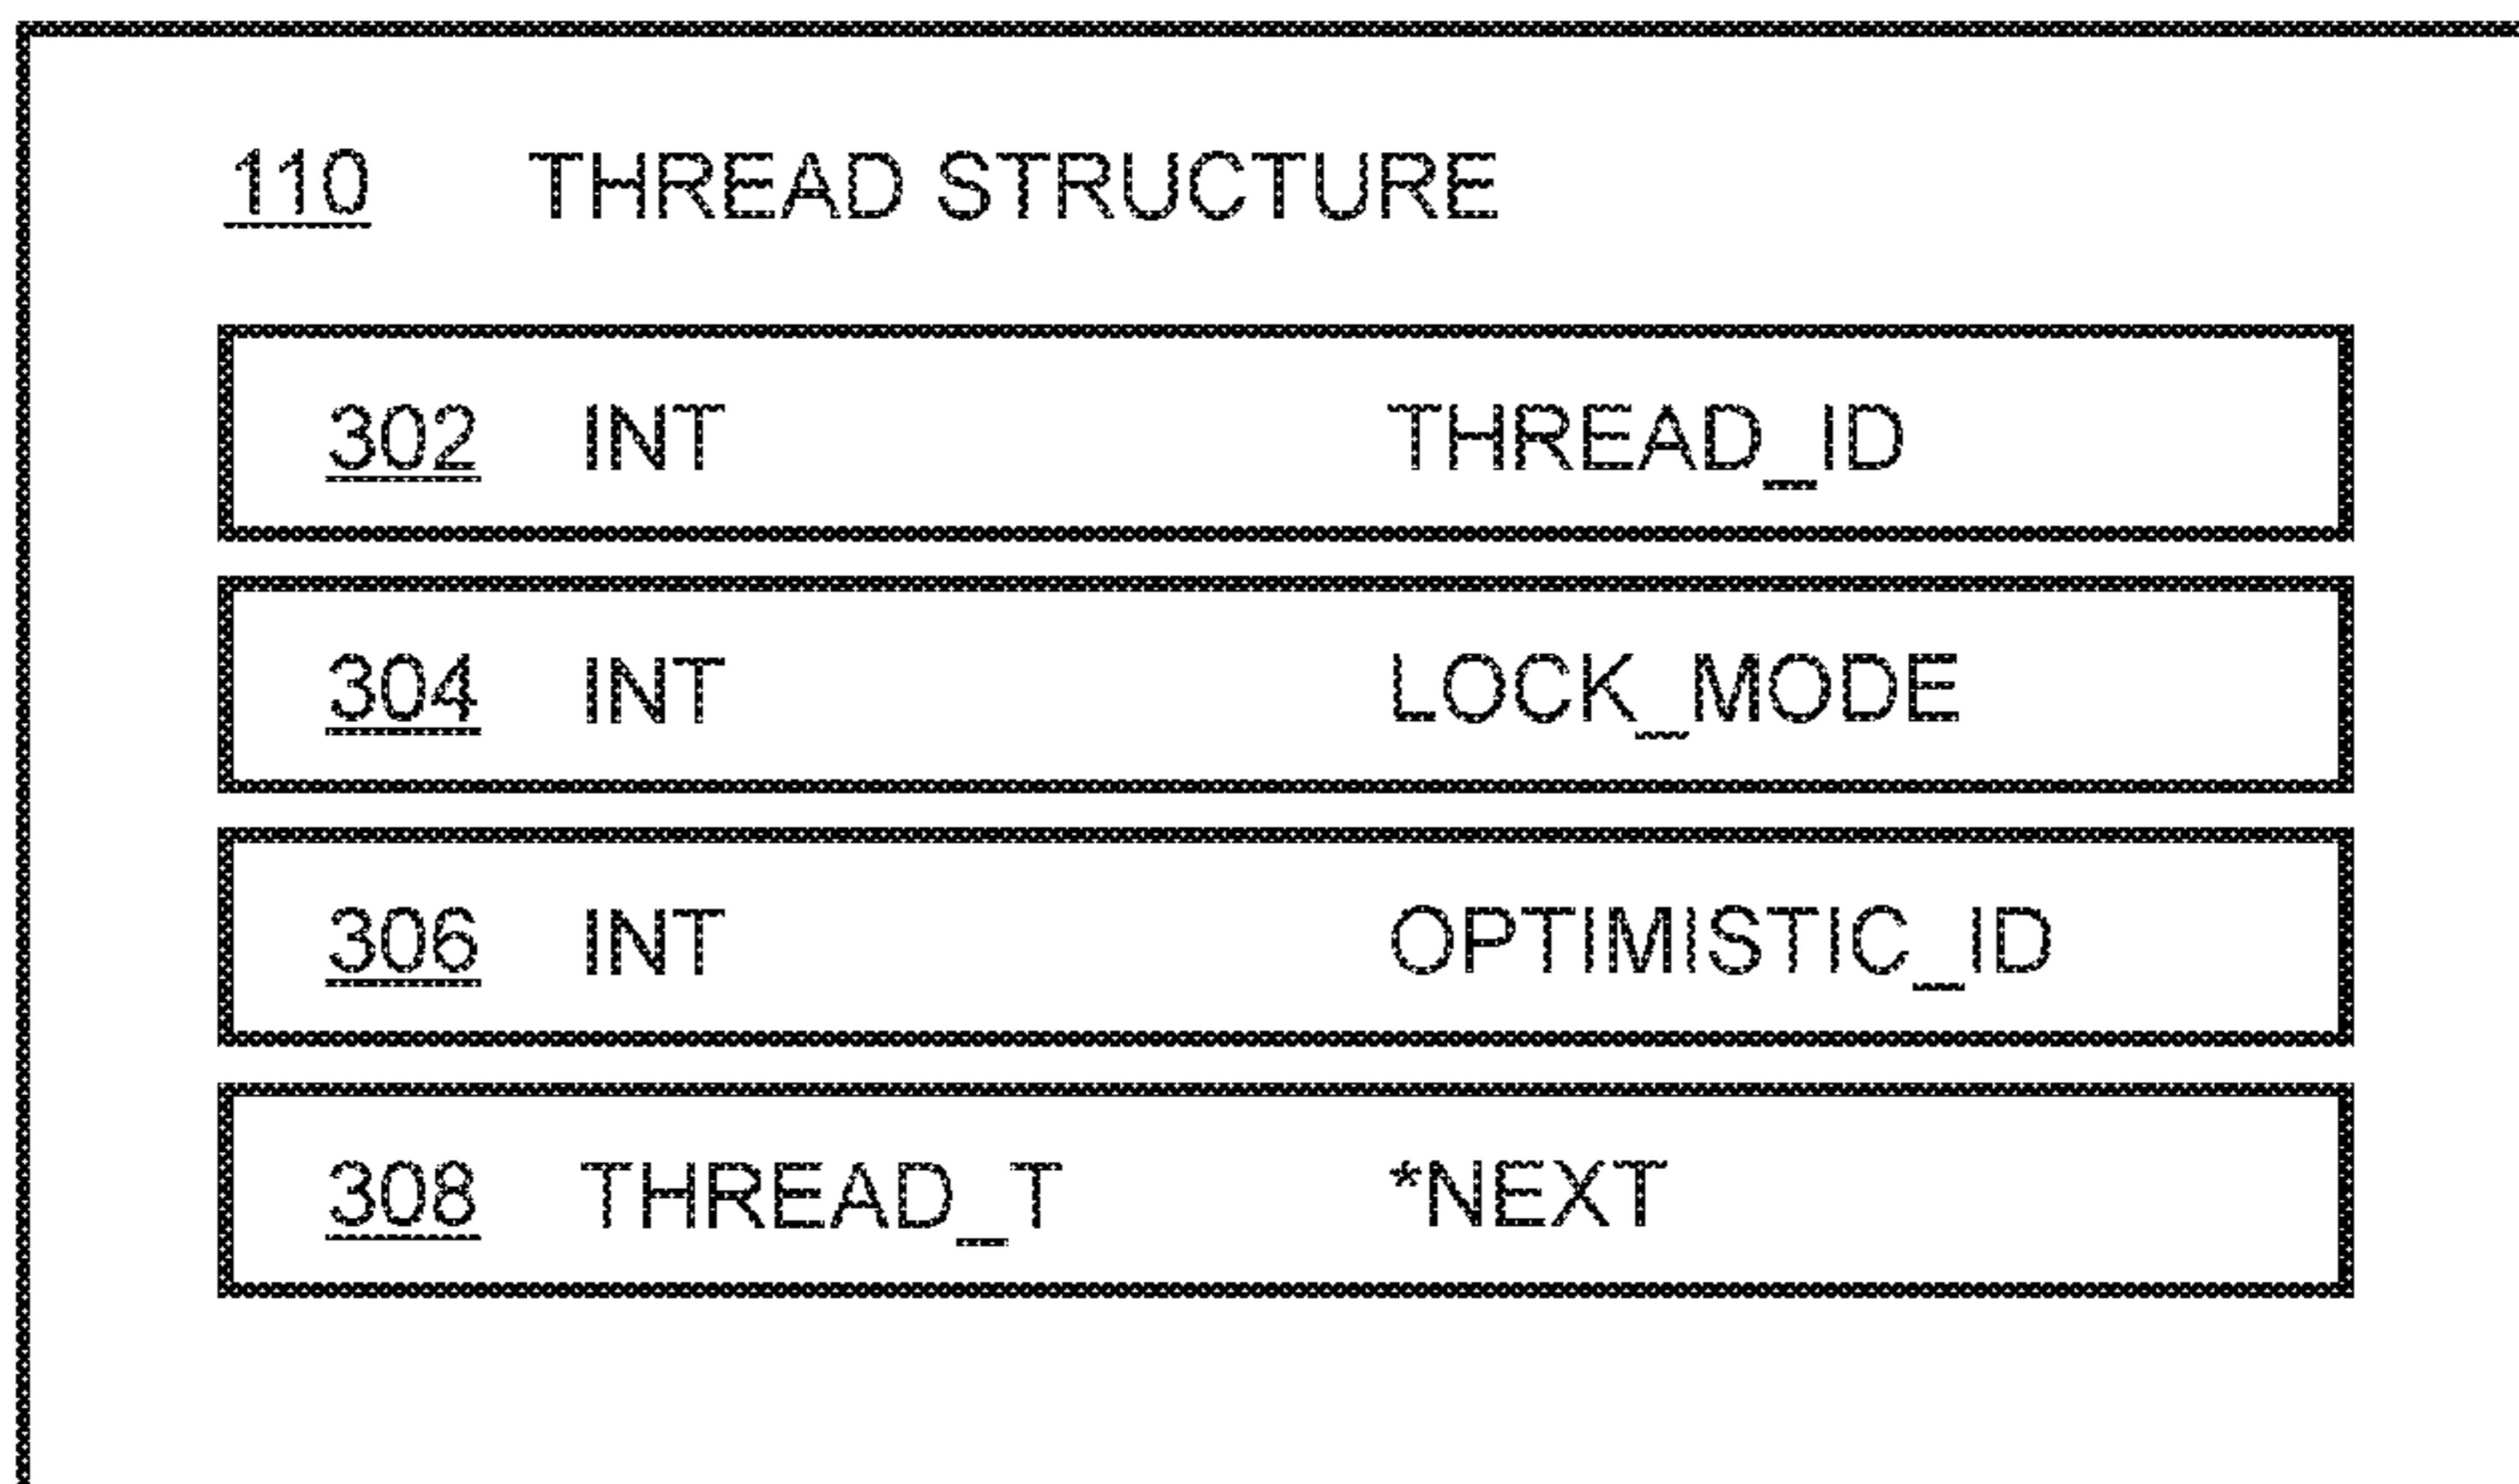 110 THREAD STRUCTURE
302 INT THREAD_ID
304 INT LOCK_MODE
306 INT OPTIMISTIC_ID
308 THREAD_T *NEXT